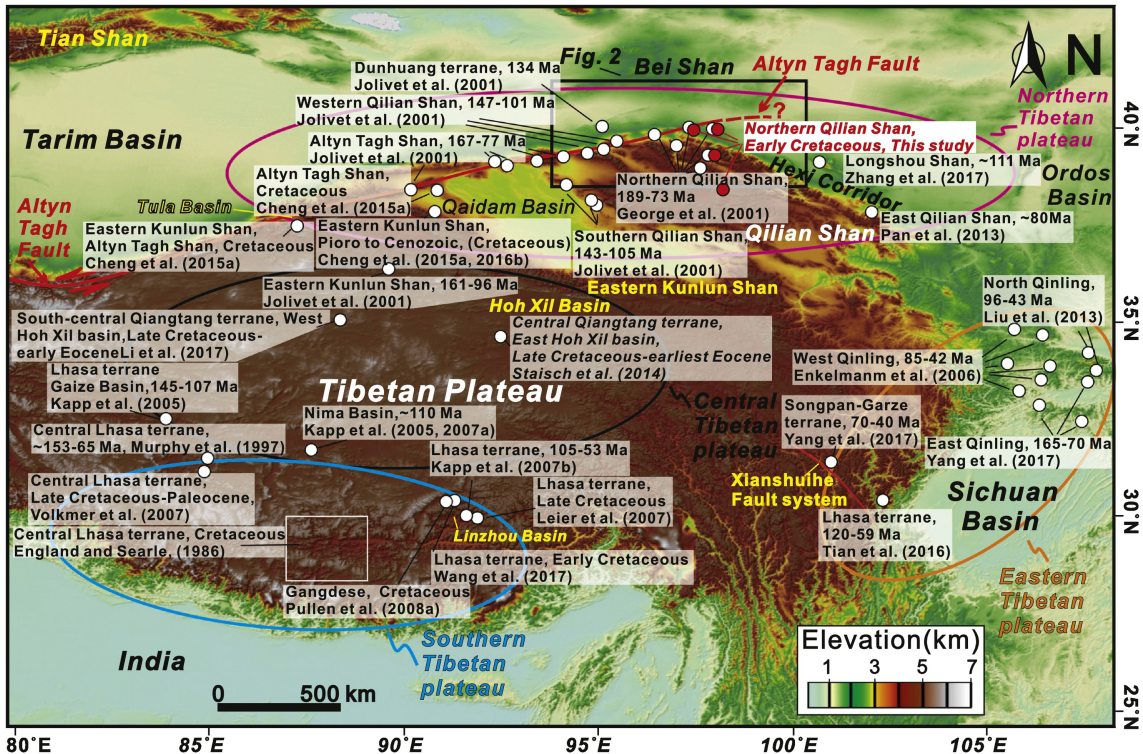 Tian Shan
Fig. 2
Bei Shan
Altyn Tagh Fault
N
Dunhuang terrane, 134 Ma
Jolivet et al. (2001)
Western Qilian Shan, 147-101 Ma
Jolivet et al. (2001)
?
Northern
Tibetan
plateau
40°N
Tarim Basin
Altyn Tagh Shan, 167-77 Ma
Jolivet et al. (2001)
Northern Qilian Shan,
Early Cretaceous, This study
Longshou Shan, ~111 Ma
Zhang et al. (2017)
Ordos
Basin
Hexi Corridor
Altyn Tagh Shan,
Cretaceous
Cheng et al. (2015a)
Qaidam Basin
Northern Qilian Shan,
189-73 Ma
George et al. (2001)
Altyn
Tagh
Fault
Tula Basin
Eastern Kunlun Shan,
Altyn Tagh Shan, Cretaceous
Cheng et al. (2015a)
Eastern Kunlun Shan,
Pioro to Cenozoic, (Cretaceous)
Cheng et al. (2015a, 2016b)
Southern Qilian Shan,
143-105 Ma
Jolivet et al. (2001)
Qilian Shan
East Qilian Shan, ~80Ma
Pan et al. (2013)
Eastern Kunlun Shan, 161-96 Ma
Jolivet et al. (2001)
Eastern Kunlun Shan
Hoh Xil Basin
North Qinling,
96-43 Ma
Liu et al. (2013)
35°N
South-central Qiangtang terrane, West
Hoh Xil basin,Late Cretaceous-
early EoceneLi et al. (2017)
Central Qiangtang terrane,
East Hoh Xil basin,
Late Cretaceous-earliest Eocene
Staisch et al. (2014)
West Qinling, 85-42 Ma
Enkelmanm et al. (2006)
Lhasa terrane
Gaize Basin,145-107 Ma
Kapp et al. (2005)
Tibetan Plateau
Central
Tibetan
plateau
Songpan-Garze
terrane, 70-40 Ma
Yang et al. (2017)
Nima Basin,~110 Ma
Kapp et al. (2005, 2007a)
Central Lhasa terrane,
~153-65 Ma, Murphy et al. (1997)
Lhasa terrane, 105-53 Ma
Kapp et al. (2007b)
East Qinling, 165-70 Ma
Yang et al. (2017)
Xianshuihe
Fault system
Central Lhasa terrane,
Late Cretaceous-Paleocene,
Volkmer et al. (2007)
Lhasa terrane,
Late Cretaceous
Leier et al. (2007)
Sichuan
Basin
30°N
Central Lhasa terrane, Cretaceous
England and Searle, (1986)
Linzhou Basin
Lhasa terrane,
120-59 Ma
Tian et al. (2016)
Lhasa terrane, Early Cretaceous
Wang et al. (2017)
Gangdese, Cretaceous
Pullen et al. (2008a)
Eastern
Tibetan
plateau
India
Southern
Tibetan
plateau
Elevation(km)
1 3 5 7
0 500 km
25°N
80°E 85°E 90°E 95°E 100°E 105°E